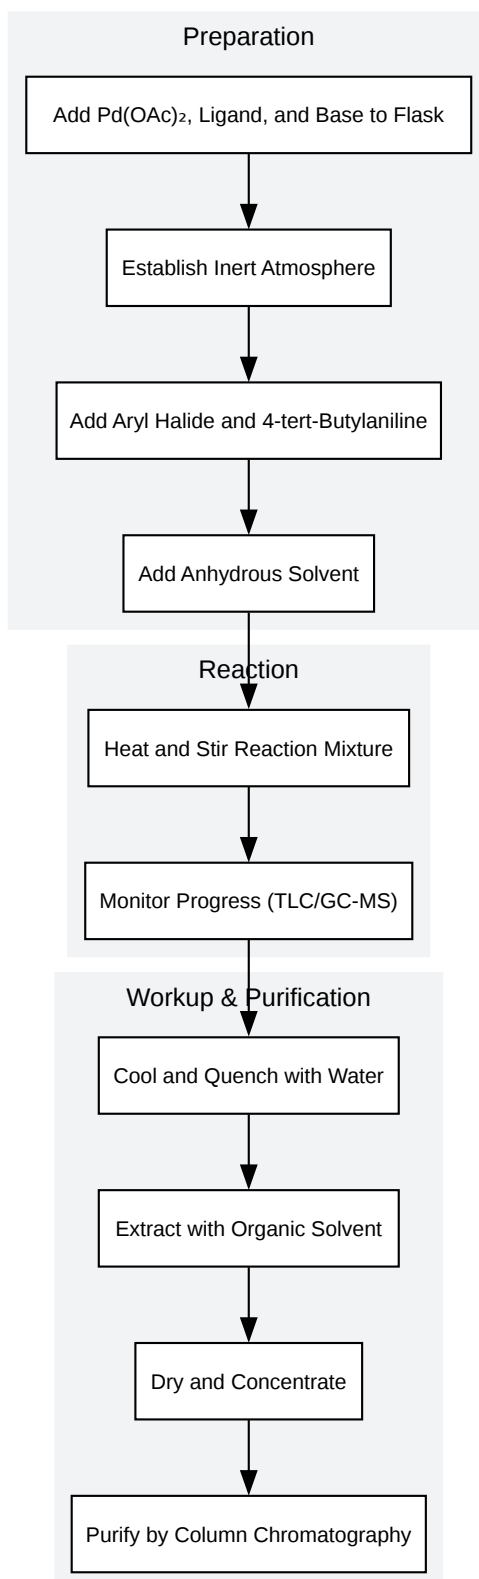 Preparation
Add Pd(OAc)₂, Ligand, and Base to Flask
Establish Inert Atmosphere
Add Aryl Halide and 4-tert-Butylaniline
Add Anhydrous Solvent
Reaction
Heat and Stir Reaction Mixture
Monitor Progress (TLC/GC-MS)
Workup & Purification
Cool and Quench with Water
Extract with Organic Solvent
Dry and Concentrate
Purify by Column Chromatography